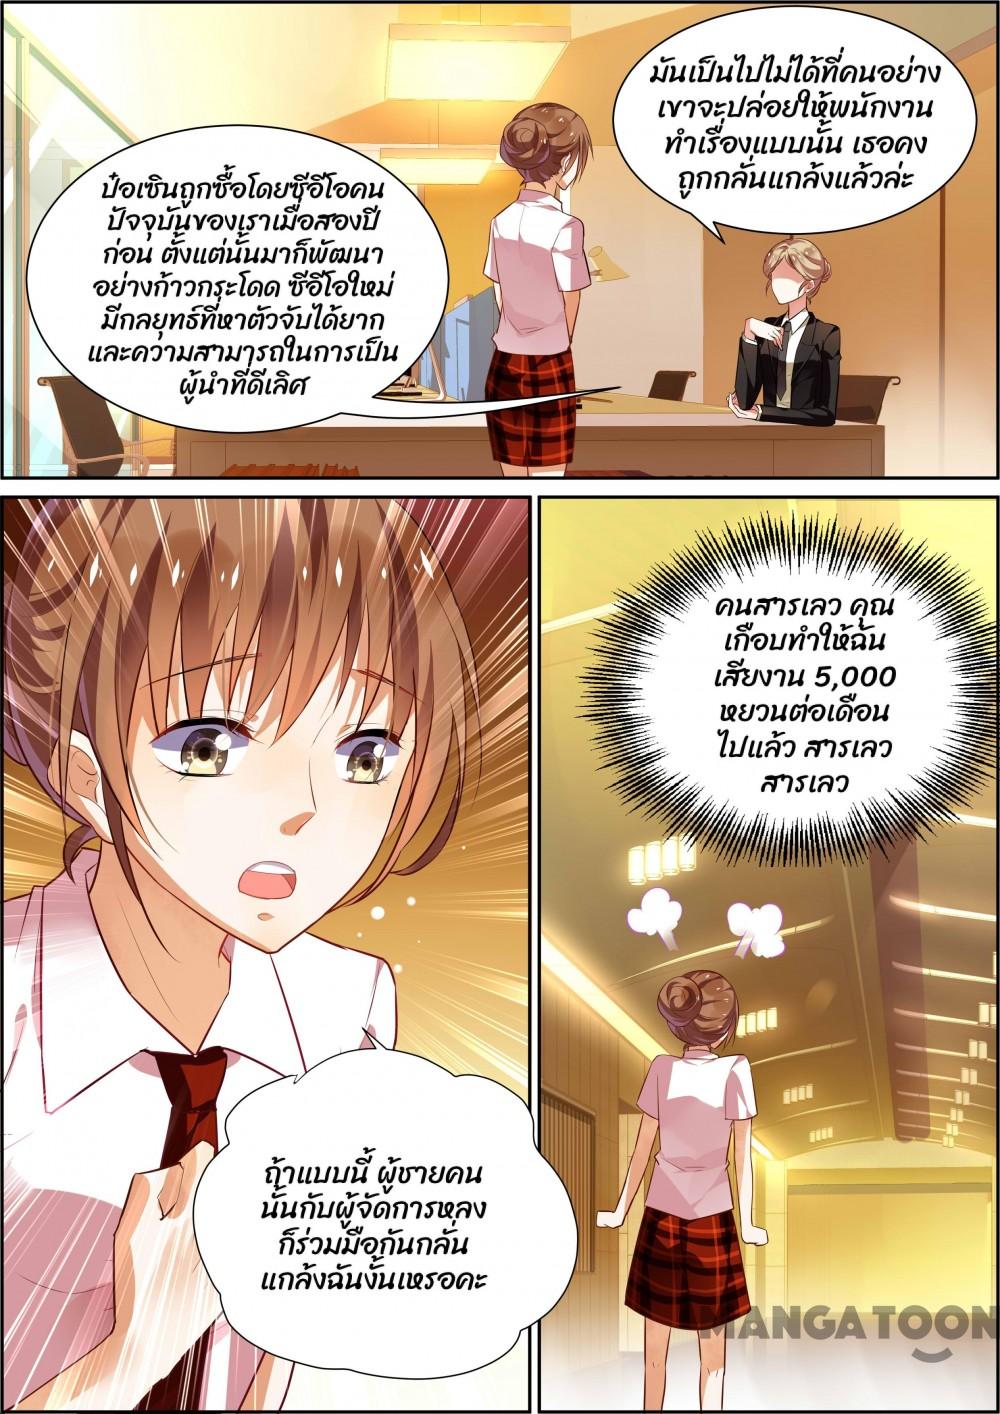 ป๋อเซินถูกซื้อโดยซีอีโอคน
ปัจจุบันของเราเมื่อสองปี
ก่อน ตั้งแต่นั้นมาก็พัฒนา
อย่างก้าวกระโดด ซีอีโอใหม่
มีกลยุทธ์ที่หาตัวจับได้ยาก
และความสามารถในการเป็น
ผู้นำที่ดีเลิศ
มันเป็นไปไม่ได้ที่คนอย่าง
เขาจะปล่อยให้พนักงาน
ทำเรื่องแบบนั้น เธอคง
ถูกกลั่นแกล้งแล้วล่ะ
ถ้าแบบนี้ ผู้ชายคน
นั้นกับผู้จัดการหลง
ก็ร่วมมือกันกลั่น
แกล้งฉันงั้นเหรอคะ
คนสารเลว คุณ
เกือบทำให้ฉัน
เสียงาน 5,000
หยวนต่อเดือน
ไปแล้ว สารเลว
สารเลว
MANGATOON